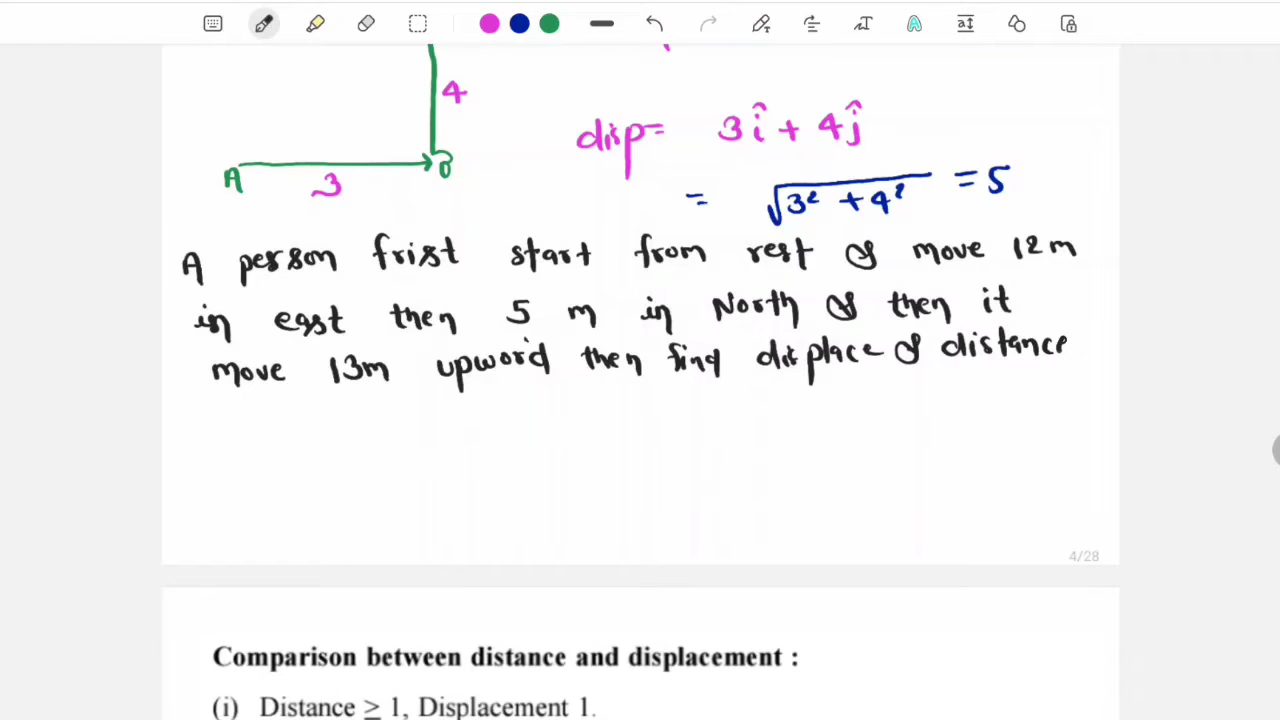 4
A 3 B
disp= 3î + 4ĵ
= √3² + 4² = 5
A person frist start from rest & move 12m
in east then 5 m in North & then it
move 13m upword then find displace & distance
4/28
Comparison between distance and displacement :
(i) Distance ≥ 1, Displacement 1.